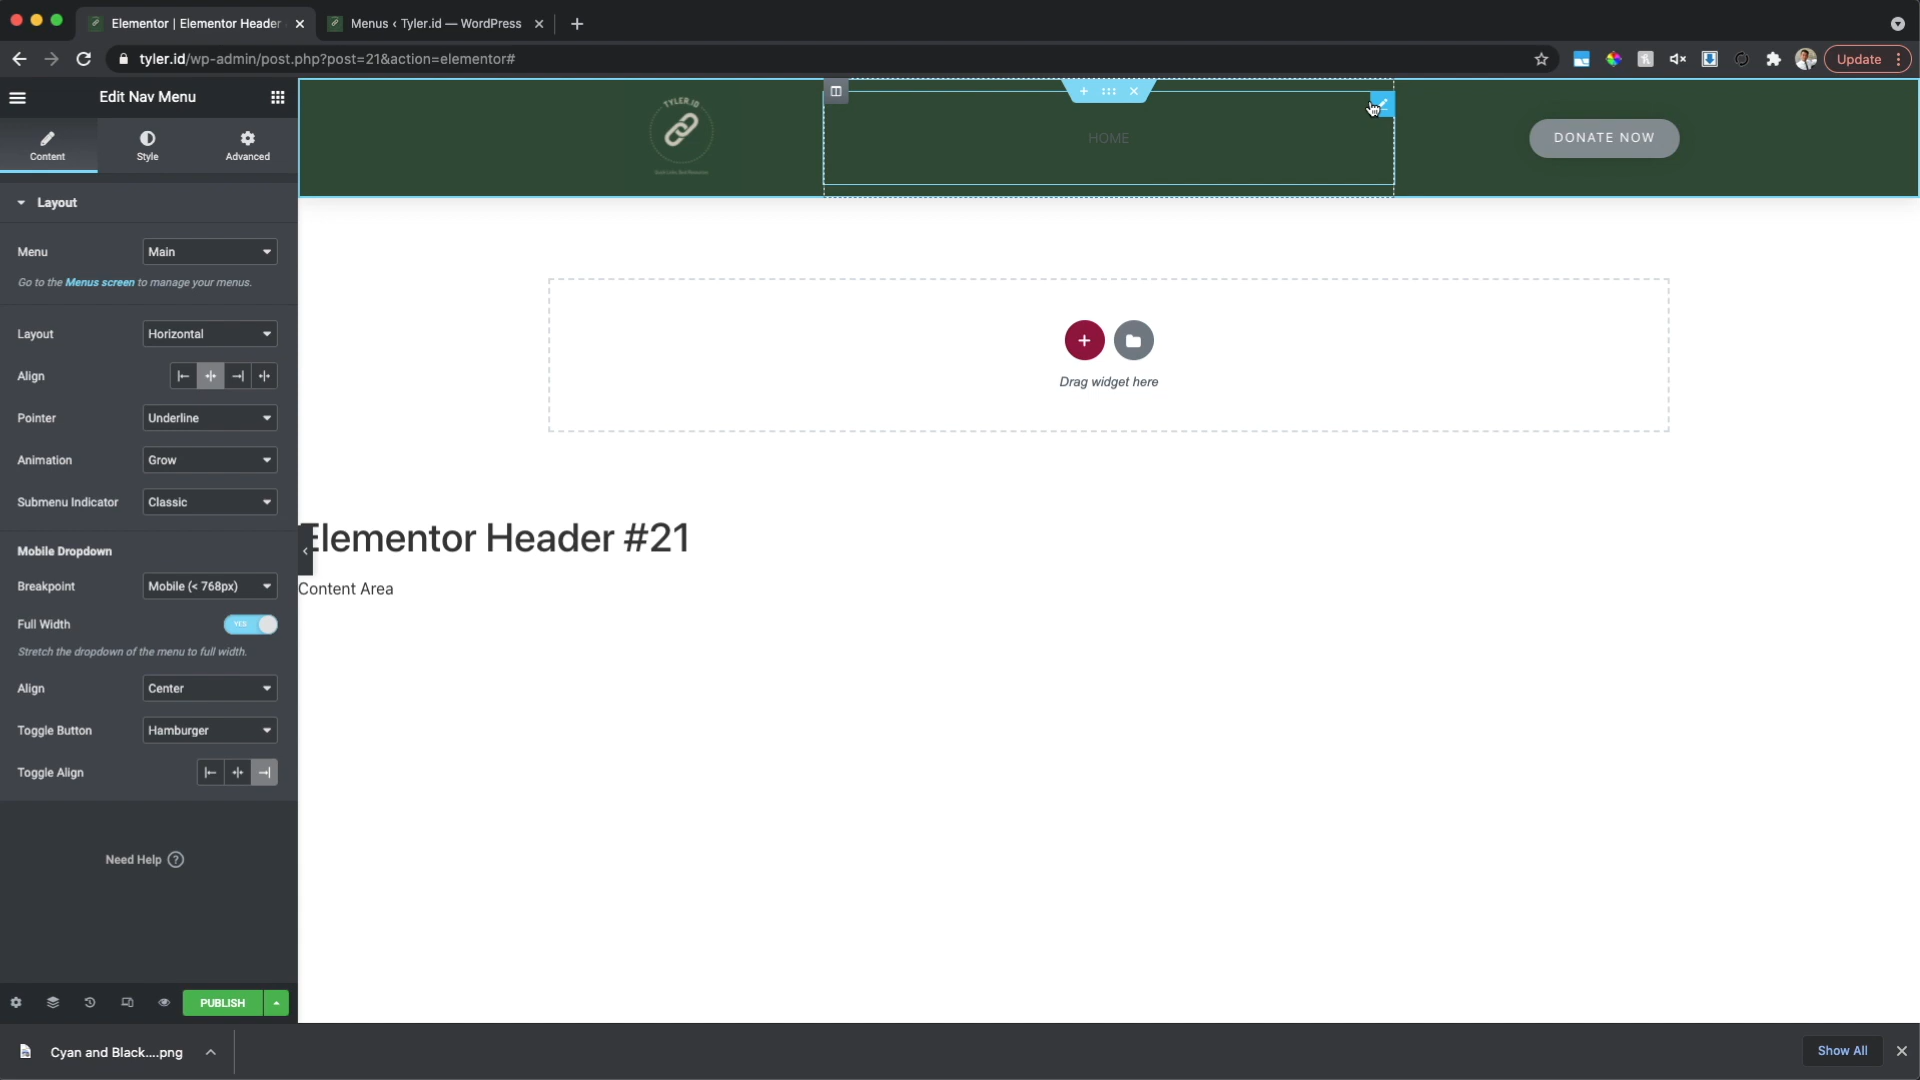 Elementor | Elementor Header
Menus < Tyler.id — WordPress
tyler.id/wp-admin/post.php?post=21&action=elementor#
Update
Edit Nav Menu
Content
Style
Advanced
TYLER.ID
HOME
DONATE NOW
Layout
Menu
Main
Go to the Menus screen to manage your menus.
Layout
Horizontal
Align
Pointer
Underline
Animation
Grow
Submenu Indicator
Classic
Drag widget here
Elementor Header #21
Content Area
Mobile Dropdown
Breakpoint
Mobile (< 768px)
Full Width
YES
Stretch the dropdown of the menu to full width.
Align
Center
Toggle Button
Hamburger
Toggle Align
Need Help ?
PUBLISH
Cyan and Black....png
Show All